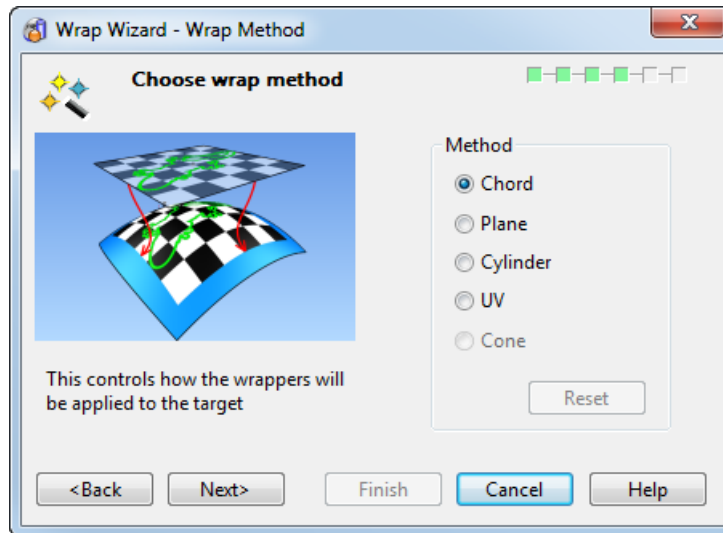 Wrap Wizard - Wrap Method
Choose wrap method
Method
Chord
Plane
Cylinder
UV
Cone
Reset
This controls how the wrappers will
be applied to the target
<Back
Next>
Finish
Cancel
Help